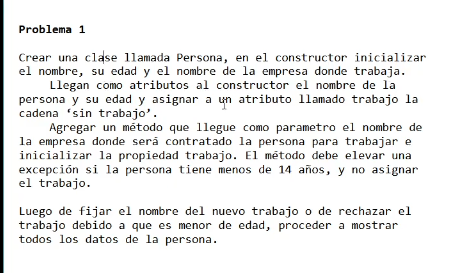 Problema 1
Crear una clase llamada Persona, en el constructor inicializar
el nombre, su edad y el nombre de la empresa donde trabaja.
Llegan como atributos al constructor el nombre de la
persona y su edad y asignar a un atributo llamado trabajo la
cadena ‘sin trabajo’.
Agregar un método que llegue como parametro el nombre de
la empresa donde será contratado la persona para trabajar e
inicializar la propiedad trabajo. El método debe elevar una
excepción si la persona tiene menos de 14 años, y no asignar
el trabajo.
Luego de fijar el nombre del nuevo trabajo o de rechazar el
trabajo debido a que es menor de edad, proceder a mostrar
todos los datos de la persona.